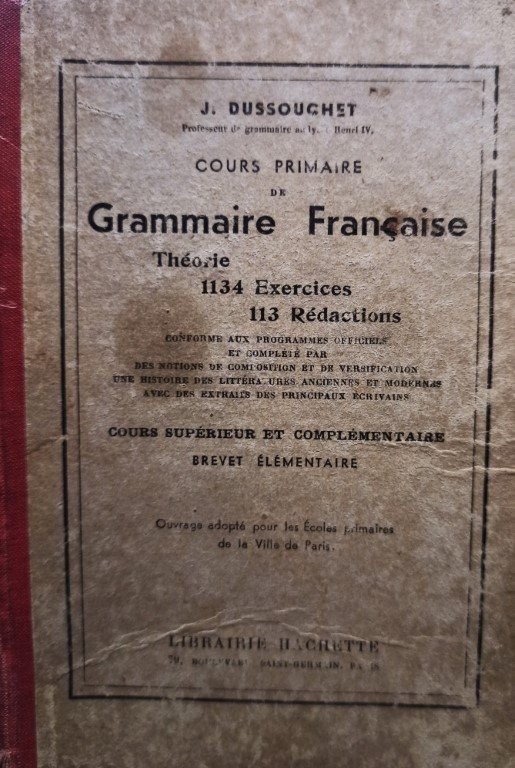 J. DUSSOUCHET
Professeur de grammaire au lycée Henri IV.
COURS PRIMAIRE
DE
Grammaire Française
Théorie
1134 Exercices
113 Rédactions
CONFORME AUX PROGRAMMES OFFICIELS
ET COMPLÉTÉ PAR
DES NOTIONS DE COMPOSITION ET DE VERSIFICATION
UNE HISTOIRE DES LITTÉRATURES ANCIENNES ET MODERNES
AVEC DES EXTRAITS DES PRINCIPAUX ÉCRIVAINS
COURS SUPÉRIEUR ET COMPLÉMENTAIRE
BREVET ÉLÉMENTAIRE
Ouvrage adopté pour les Écoles primaires
de la Ville de Paris.
LIBRAIRIE HACHETTE
79, BOULEVARD SAINT-GERMAIN, PARIS